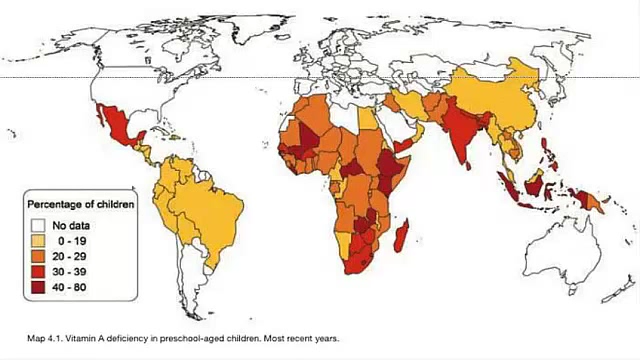 Percentage of children
No data
0 - 19
20 - 29
30 - 39
40 - 80
Map 4.1. Vitamin A deficiency in preschool-aged children. Most recent years.